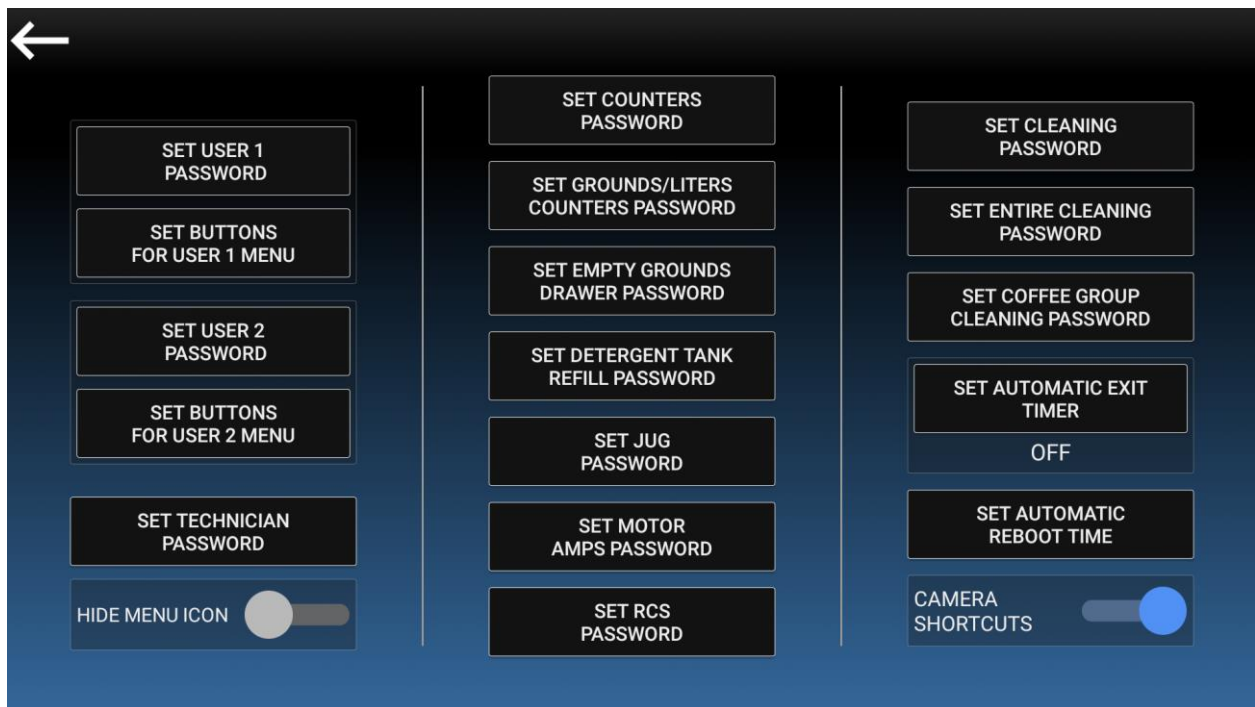 SET USER 1
PASSWORD
SET BUTTONS
FOR USER 1 MENU
SET USER 2
PASSWORD
SET BUTTONS
FOR USER 2 MENU
SET TECHNICIAN
PASSWORD
HIDE MENU ICON
SET COUNTERS
PASSWORD
SET GROUNDS/LITERS
COUNTERS PASSWORD
SET EMPTY GROUNDS
DRAWER PASSWORD
SET DETERGENT TANK
REFILL PASSWORD
SET JUG
PASSWORD
SET MOTOR
AMPS PASSWORD
SET RCS
PASSWORD
SET CLEANING
PASSWORD
SET ENTIRE CLEANING
PASSWORD
SET COFFEE GROUP
CLEANING PASSWORD
SET AUTOMATIC EXIT
TIMER
OFF
SET AUTOMATIC
REBOOT TIME
CAMERA
SHORTCUTS